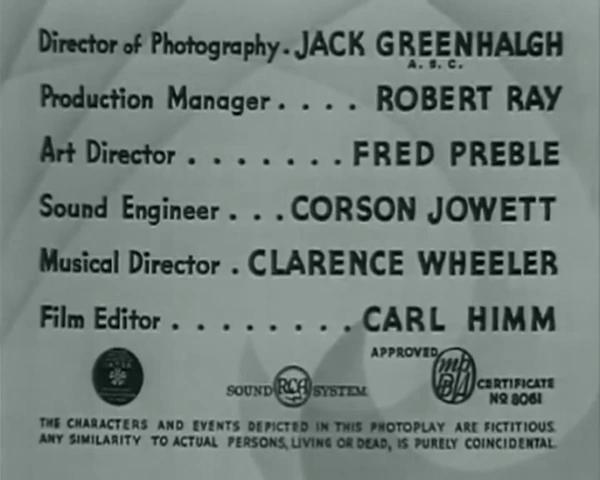 Director of Photography. JACK GREENHALGH
A. S. C.
Production Manager . . . . ROBERT RAY
Art Director . . . . . . . FRED PREBLE
Sound Engineer . . . CORSON JOWETT
Musical Director . CLARENCE WHEELER
Film Editor . . . . . . . . CARL HIMM
APPROVED
MPPDA
SOUND RCA SYSTEM
CERTIFICATE
No 8061
THE CHARACTERS AND EVENTS DEPICTED IN THIS PHOTOPLAY ARE FICTITIOUS.
ANY SIMILARITY TO ACTUAL PERSONS, LIVING OR DEAD, IS PURELY COINCIDENTAL.